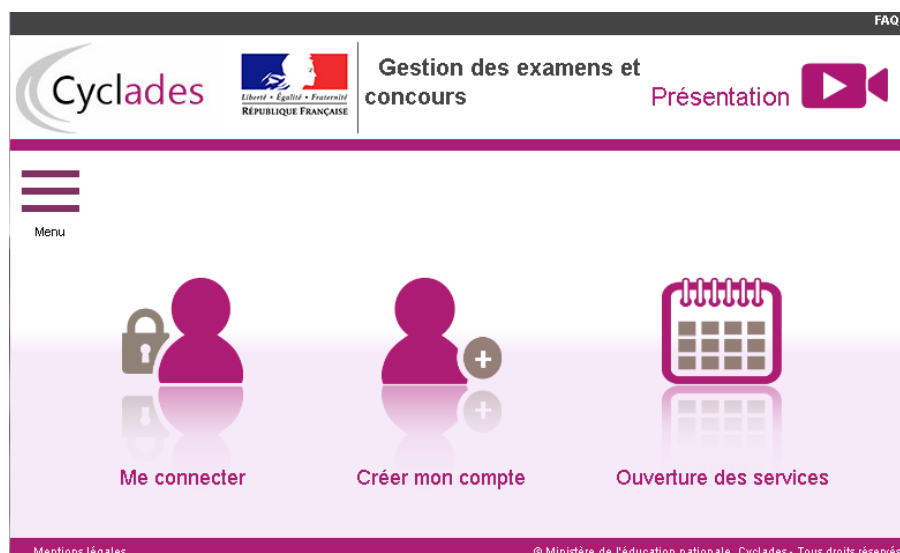 FAQ
Cyclades
Liberté • Égalité • Fraternité
RÉPUBLIQUE FRANÇAISE
Gestion des examens et
concours
Présentation
Menu
Me connecter
Créer mon compte
Ouverture des services
Mentions légales
© Ministère de l'éducation nationale, Cyclades - Tous droits réservés